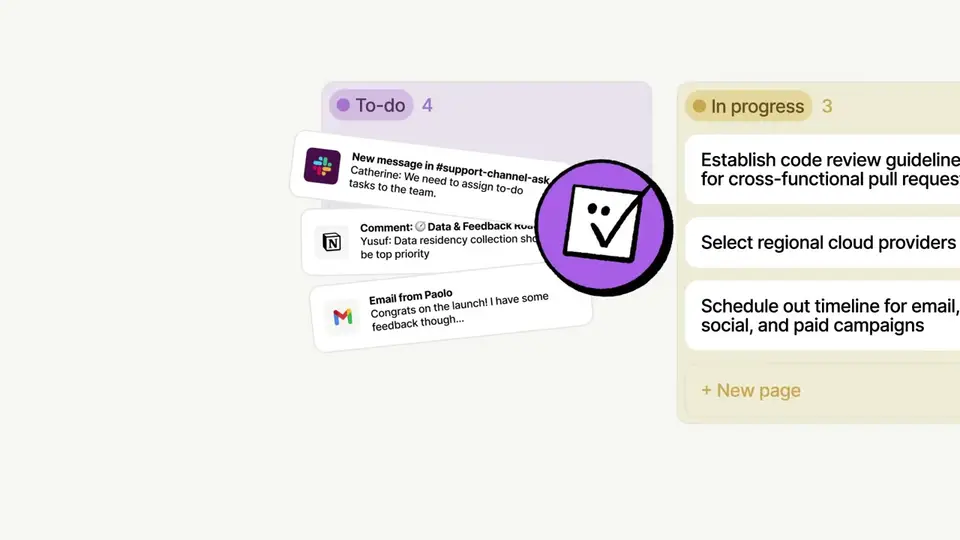 To-do 4
New message in #support-channel-ask
Catherine: We need to assign to-do
tasks to the team.
N
Comment: Data & Feedback
Yusuf: Data residency collection
be top priority
Email from Paolo
Congrats on the launch! I have some
feedback though...
In progress 3
Establish code review guideline
for cross-functional pull
Select regional cloud providers
Schedule out timeline for email,
social, and paid campaigns
+ New page